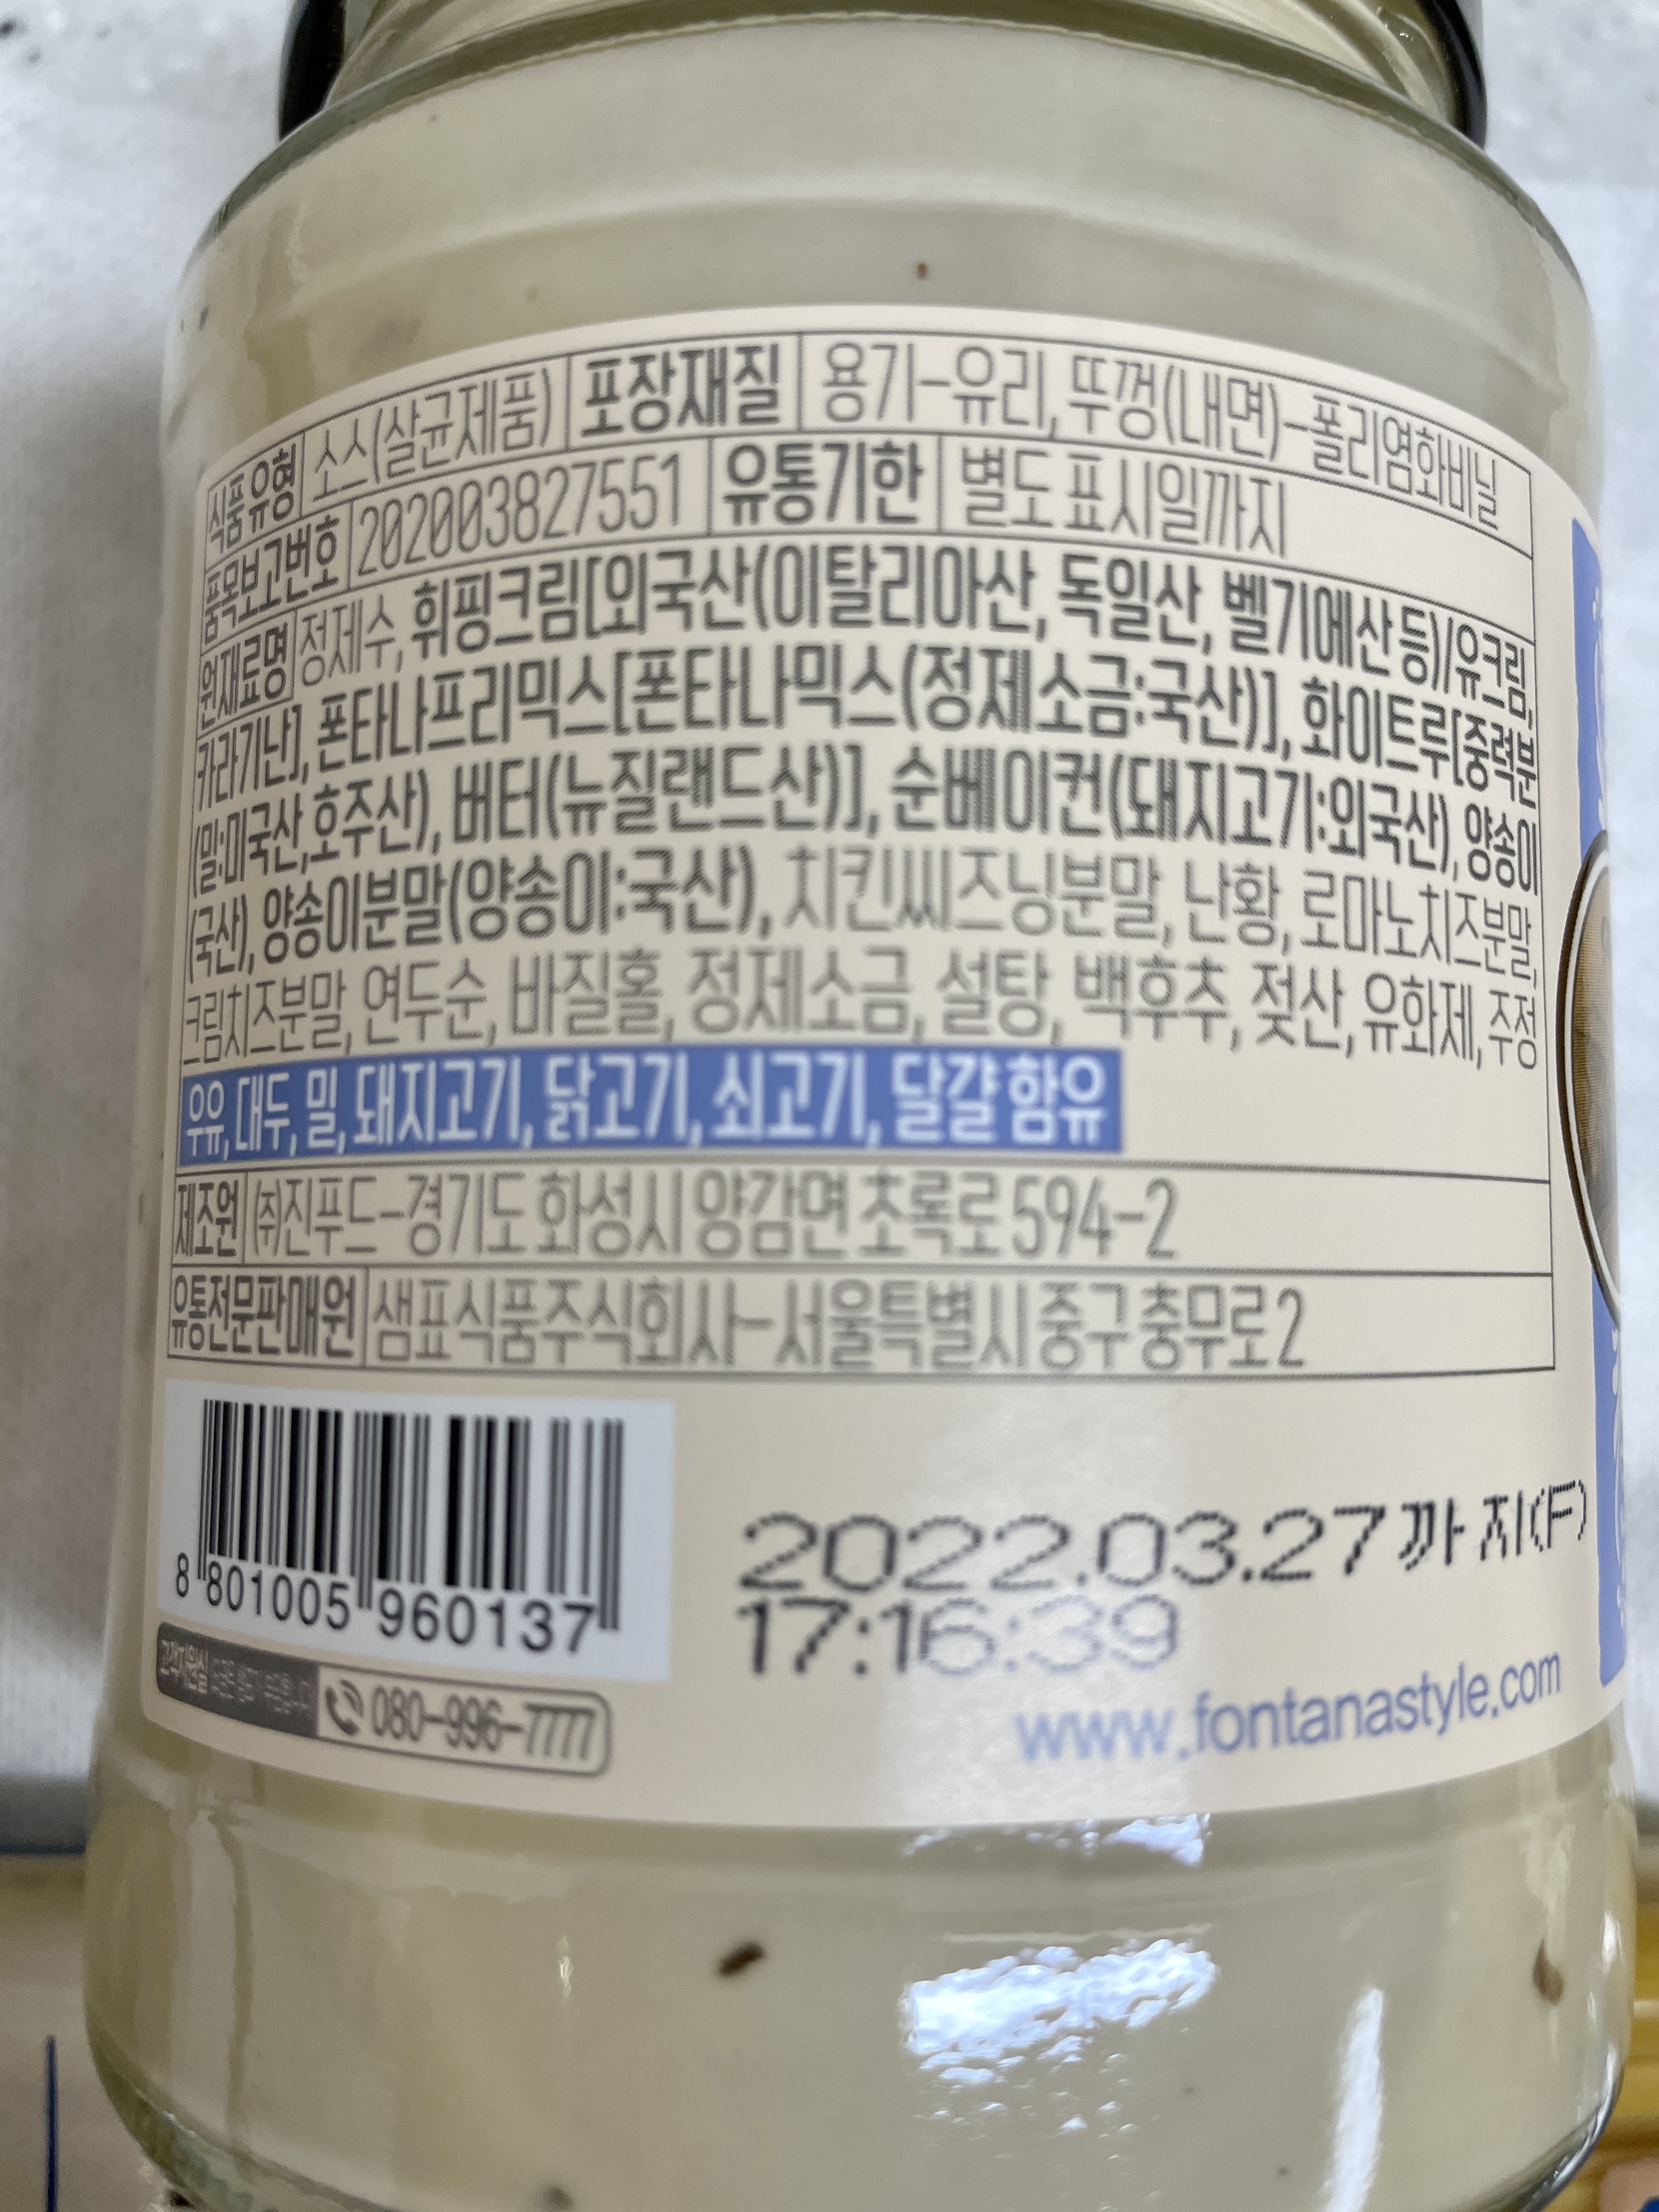 식품유형 소스(살균제품) 포장재질 용기-유리, 뚜껑(내면)-폴리염화비닐
품목보고번호 202003827551 유통기한 별도 표시일까지
원재료명 정제수, 휘핑크림[외국산(이탈리아산, 독일산, 벨기에산 등)/유크림,
카라기난], 폰타나프리믹스[폰타나믹스(정제소금:국산)], 화이트루[중력분
(밀:미국산,호주산), 버터(뉴질랜드산)], 순베이컨(돼지고기:외국산), 양송이
(국산), 양송이분말(양송이:국산), 치킨씨즈닝분말, 난황, 로마노치즈분말,
크림치즈분말, 연두순, 바질홀, 정제소금, 설탕, 백후추, 젖산, 유화제, 주정
우유, 대두, 밀, 돼지고기, 닭고기, 쇠고기, 달걀 함유
제조원 ㈜진푸드-경기도 화성시 양감면 초록로 594-2
유통전문판매원 샘표식품주식회사-서울특별시 중구 충무로 2
8 801005 960137
2022.03.27 까지(F)
17:16:39
고객지원실 080-996-7777
www.fontanastyle.com